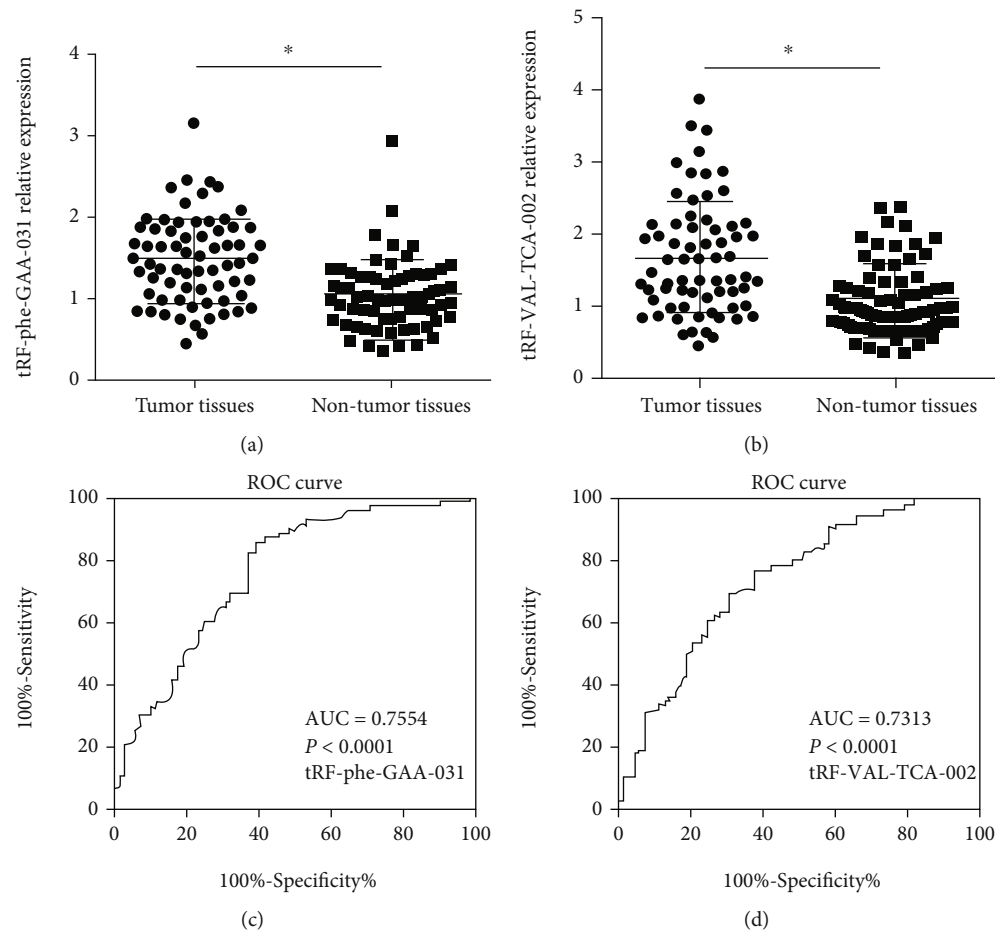 tRF-phe-GAA-031 relative expression
4
3
2
1
0
*
Tumor tissues
Non-tumor tissues
(a)
tRF-VAL-TCA-002 relative expression
5
4
3
2
1
0
*
Tumor tissues
Non-tumor tissues
(b)
ROC curve
100%-Sensitivity
100
80
60
40
20
0
AUC = 0.7554
P < 0.0001
tRF-phe-GAA-031
0 20 40 60 80 100
100%-Specificity%
(c)
ROC curve
100%-Sensitivity
100
80
60
40
20
0
AUC = 0.7313
P < 0.0001
tRF-VAL-TCA-002
0 20 40 60 80 100
100%-Specificity%
(d)